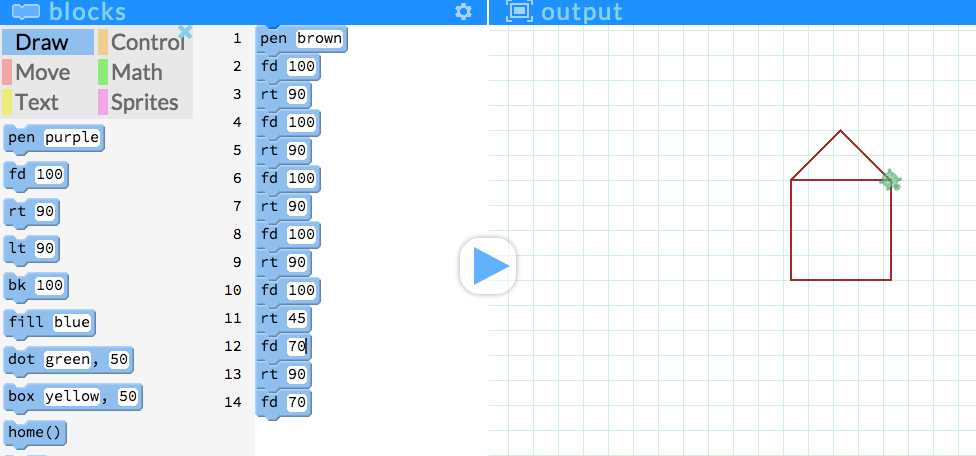 blocks
output
Draw
Control
Move
Math
Text
Sprites
pen purple
fd 100
rt 90
lt 90
bk 100
fill blue
dot green, 50
box yellow, 50
home()
1 pen brown
2 fd 100
3 rt 90
4 fd 100
5 rt 90
6 fd 100
7 rt 90
8 fd 100
9 rt 90
10 fd 100
11 rt 45
12 fd 70
13 rt 90
14 fd 70